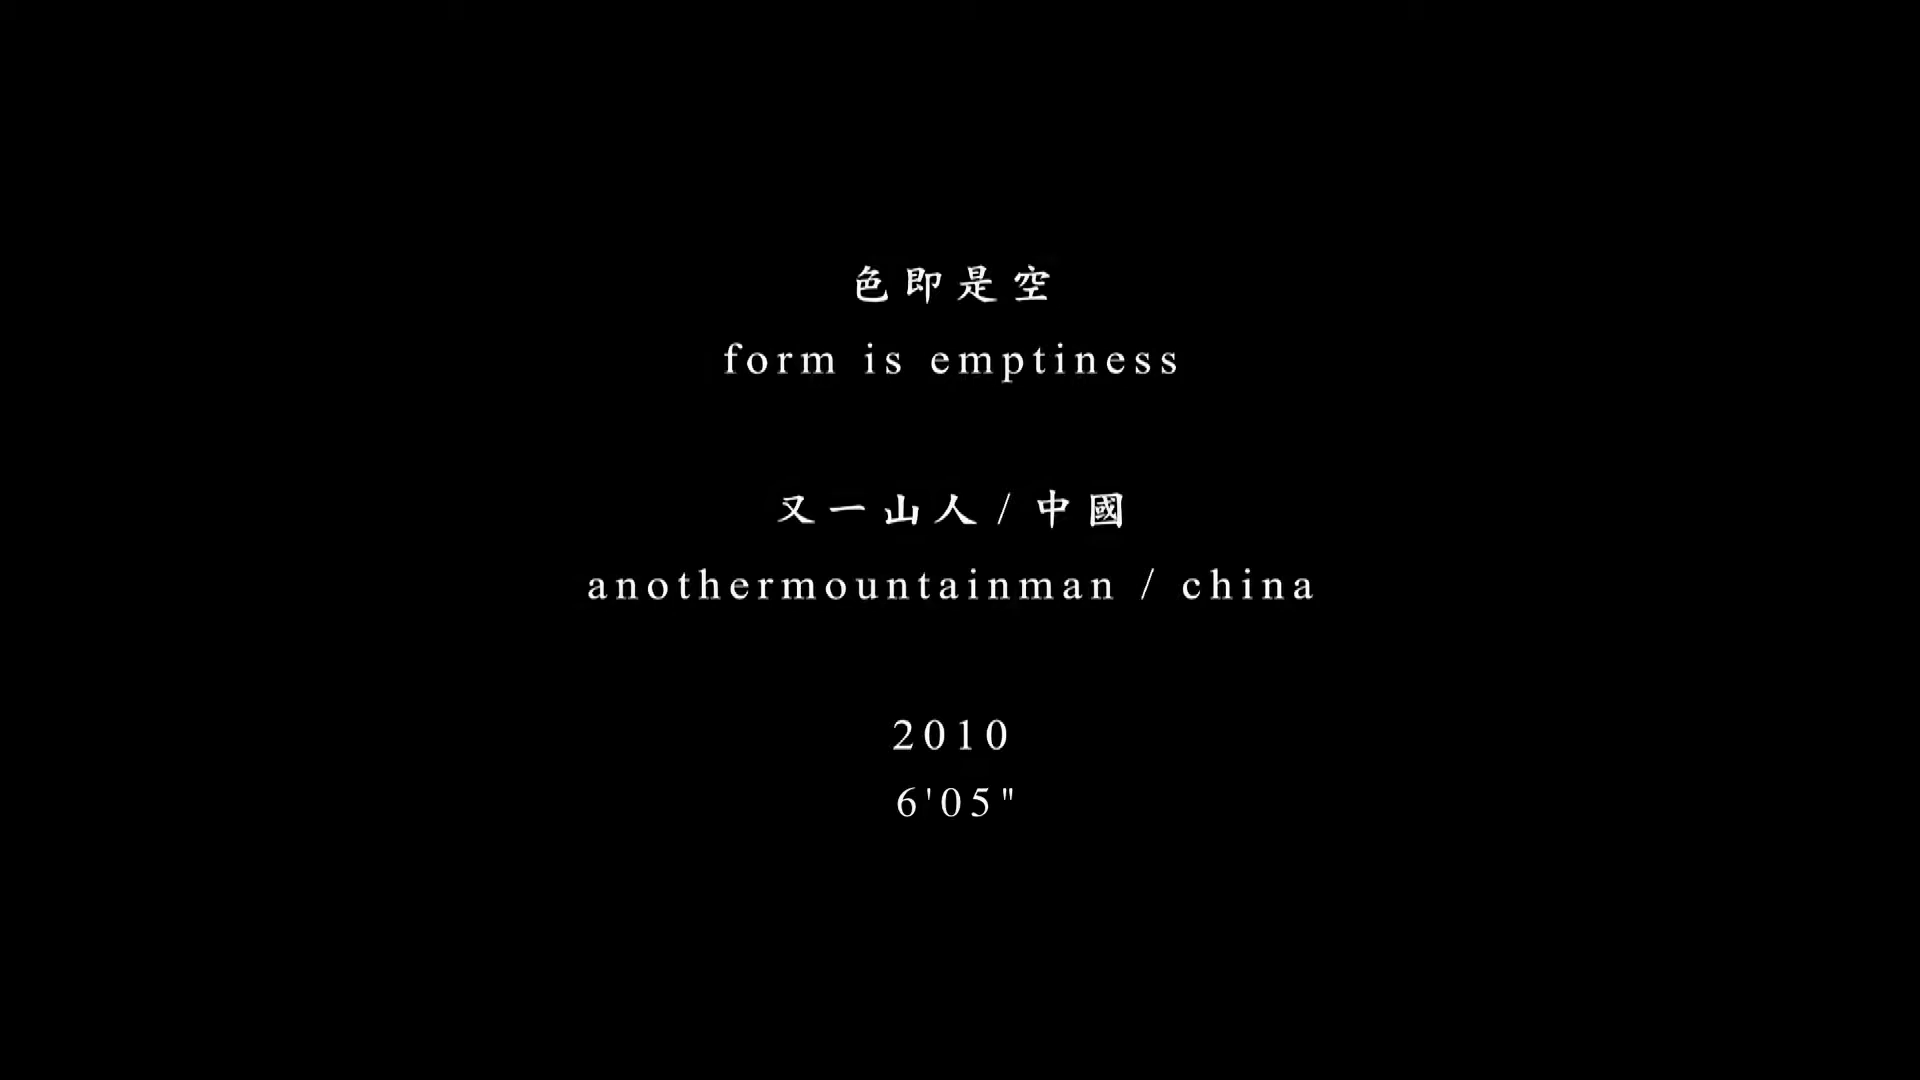 色即是空
form is emptiness
又一山人 / 中國
anothermountainman / china
2010
6'05"